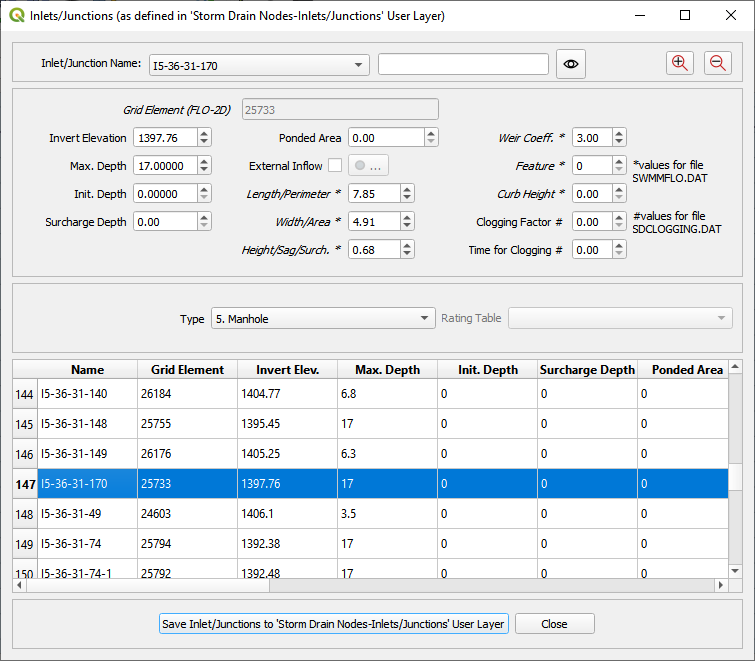 Inlets/Junctions (as defined in 'Storm Drain Nodes-Inlets/Junctions' User Layer)
Inlet/Junction Name: I5-36-31-170
Grid Element (FLO-2D) 25733
Invert Elevation 1397.76 Ponded Area 0.00 Weir Coeff. * 3.00
Max. Depth 17.00000 External Inflow ... Feature * 0 *values for file
SWMMFLO.DAT
Init. Depth 0.00000 Length/Perimeter * 7.85 Curb Height * 0.00
Surcharge Depth 0.00 Width/Area * 4.91 Clogging Factor # 0.00 #values for file
SDCLOGGING.DAT
Height/Sag/Surch. * 0.68 Time for Clogging # 0.00
Type 5. Manhole Rating Table
Name Grid Element Invert Elev. Max. Depth Init. Depth Surcharge Depth Ponded Area
144 I5-36-31-140 26184 1404.77 6.8 0 0 0
145 I5-36-31-148 25755 1395.45 17 0 0 0
146 I5-36-31-149 26176 1405.25 6.3 0 0 0
147 I5-36-31-170 25733 1397.76 17 0 0 0
148 I5-36-31-49 24603 1406.1 3.5 0 0 0
149 I5-36-31-74 25794 1392.38 17 0 0 0
150 I5-36-31-74-1 25792 1392.48 17 0 0 0
Save Inlet/Junctions to 'Storm Drain Nodes-Inlets/Junctions' User Layer Close